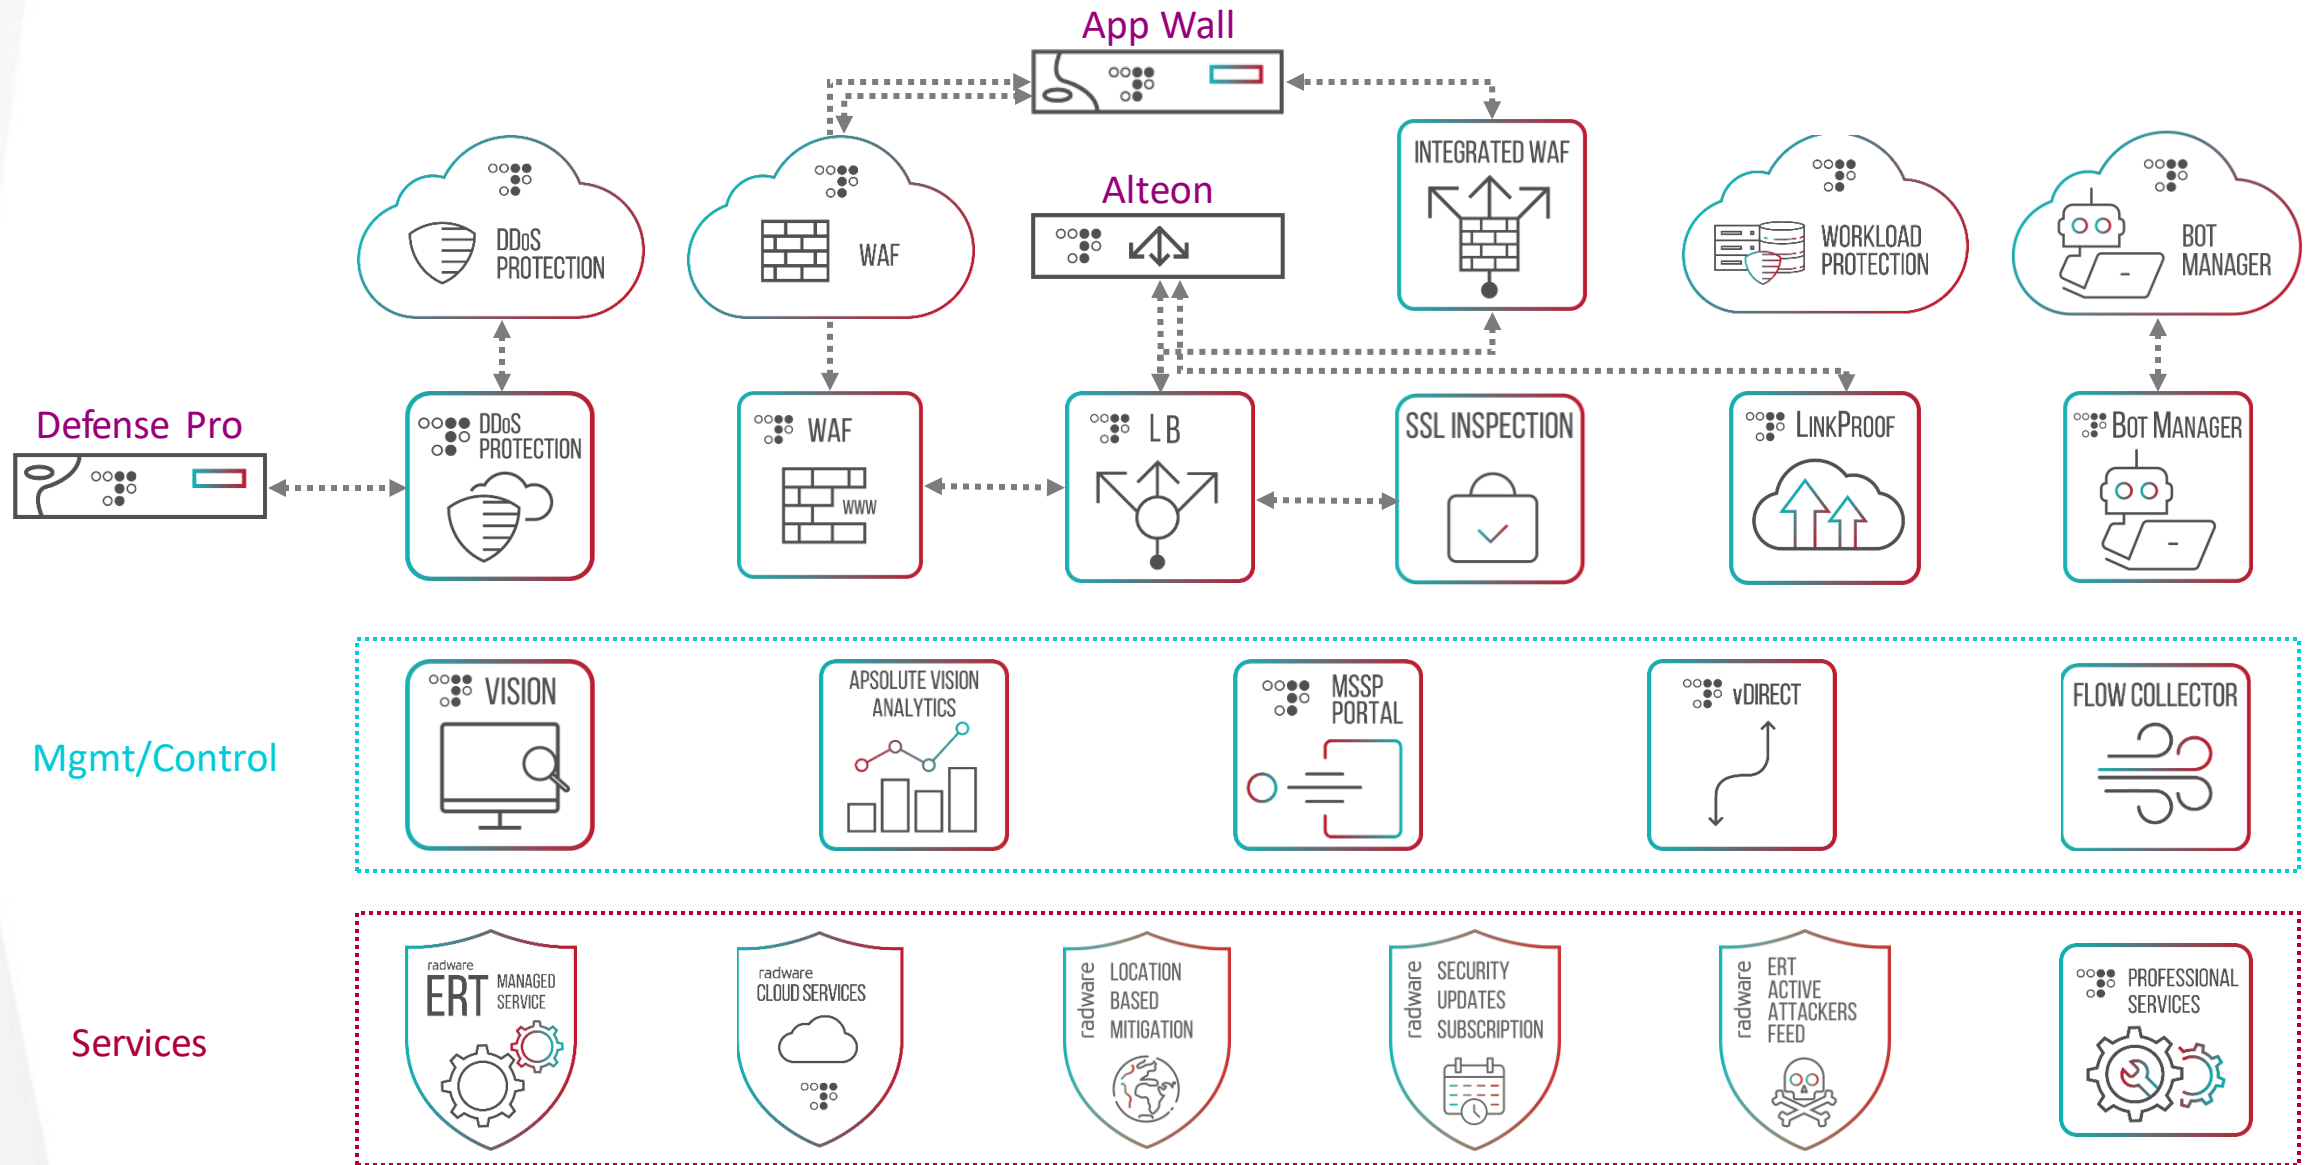 App Wall
INTEGRATED WAF
Alteon
DDoS
PROTECTION
WAF
WORKLOAD
PROTECTION
BOT
MANAGER
Defense Pro
DDoS
PROTECTION
WAF
WWW
LB
SSL INSPECTION
LINKPROOF
BOT MANAGER
Mgmt/Control
VISION
APSOLUTE VISION
ANALYTICS
MSSP
PORTAL
vDIRECT
FLOW COLLECTOR
Services
radware
ERT MANAGED
SERVICE
radware
CLOUD SERVICES
radware
LOCATION
BASED
MITIGATION
radware
SECURITY
UPDATES
SUBSCRIPTION
radware
ERT
ACTIVE
ATTACKERS
FEED
PROFESSIONAL
SERVICES